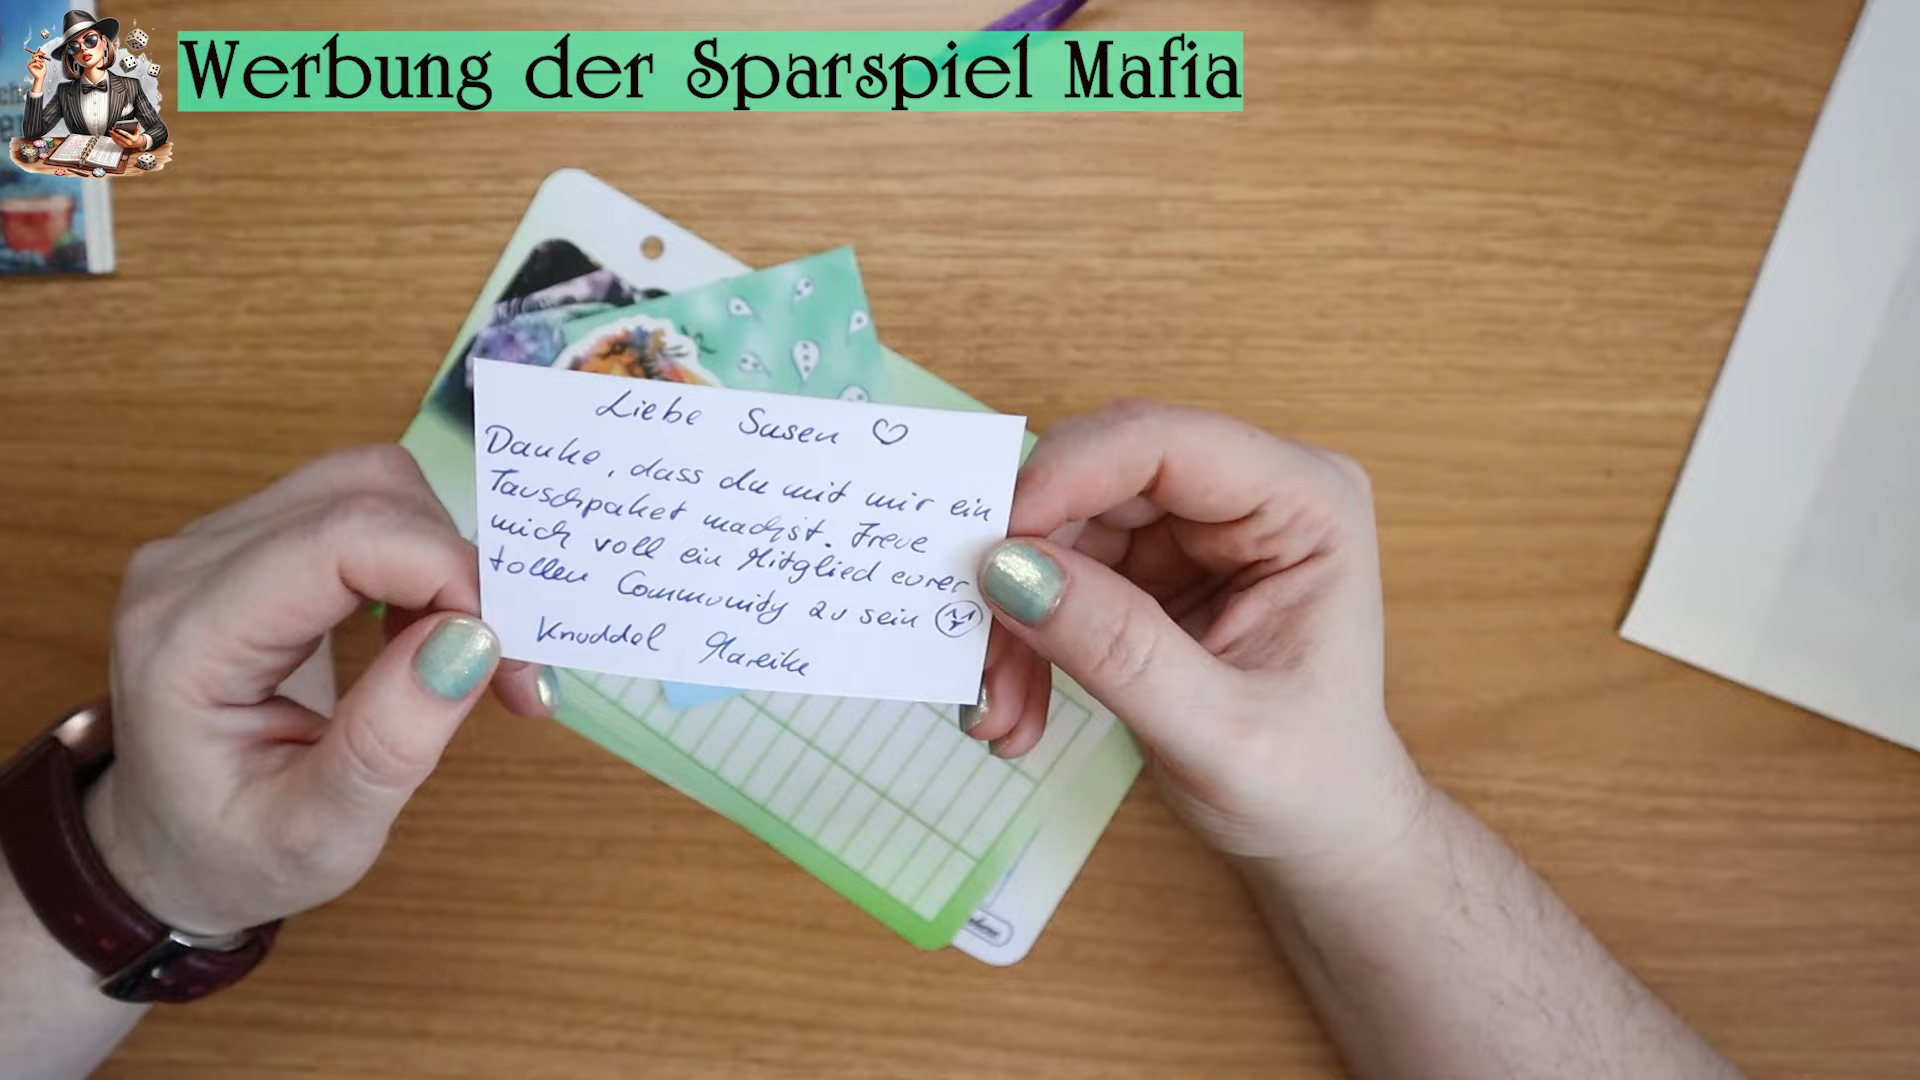 Werbung der Sparspiel Mafia
Liebe Susen ♡
Danke, dass du mit mir ein
Tauschpaket machst. Freue
mich voll ein Mitglied eurer
tollen Community zu sein
Knuddel Mareike